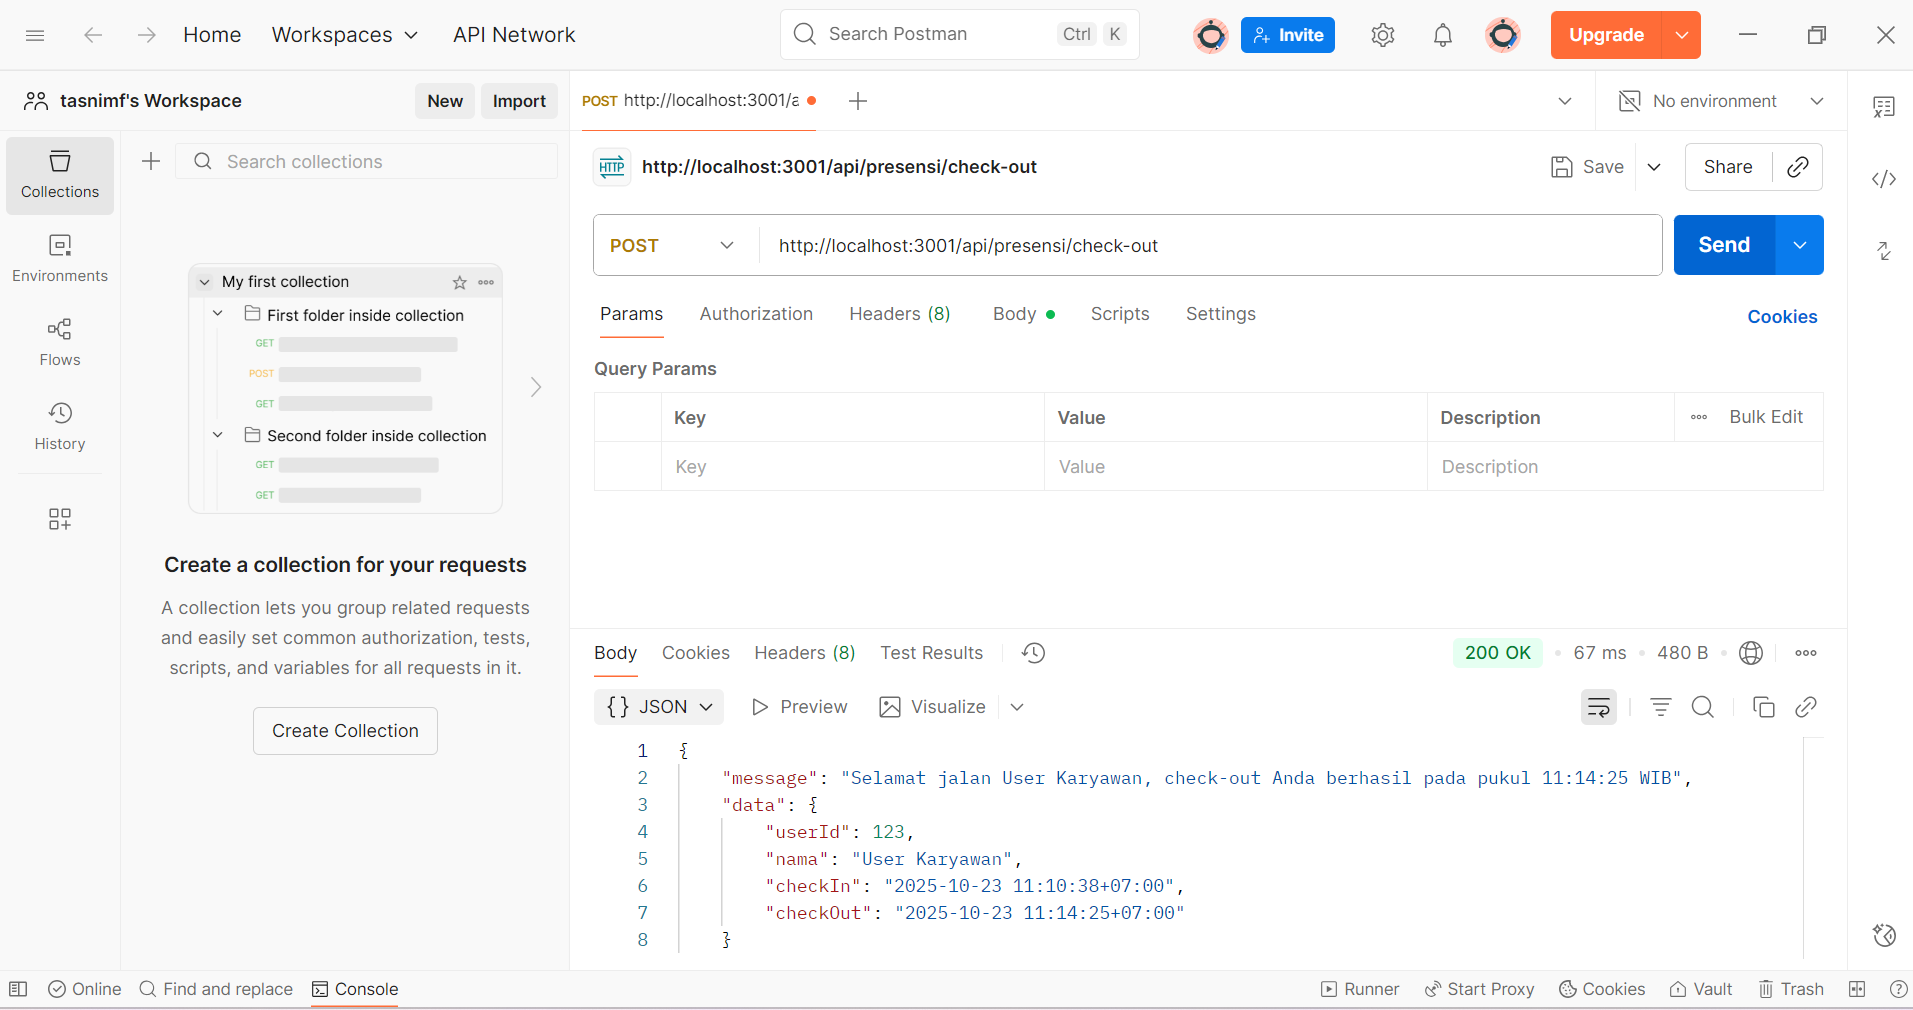 Home Workspaces API Network Search Postman Ctrl K Invite Upgrade
tasnimf's Workspace New Import
POST http://localhost:3001/a No environment
Collections
Environments
Flows
History
Search collections
My first collection
First folder inside collection
GET
POST
GET
Second folder inside collection
GET
GET
Create a collection for your requests
A collection lets you group related requests
and easily set common authorization, tests,
scripts, and variables for all requests in it.
Create Collection
HTTP http://localhost:3001/api/presensi/check-out Save Share
POST http://localhost:3001/api/presensi/check-out Send
Params Authorization Headers (8) Body Scripts Settings Cookies
Query Params
Key Value Description Bulk Edit
Key Value Description
Body Cookies Headers (8) Test Results 200 OK 67 ms 480 B
{} JSON Preview Visualize
1 {
2 "message": "Selamat jalan User Karyawan, check-out Anda berhasil pada pukul 11:14:25 WIB",
3 "data": {
4 "userId": 123,
5 "nama": "User Karyawan",
6 "checkIn": "2025-10-23 11:10:38+07:00",
7 "checkOut": "2025-10-23 11:14:25+07:00"
8 }
Online Find and replace Console Runner Start Proxy Cookies Vault Trash